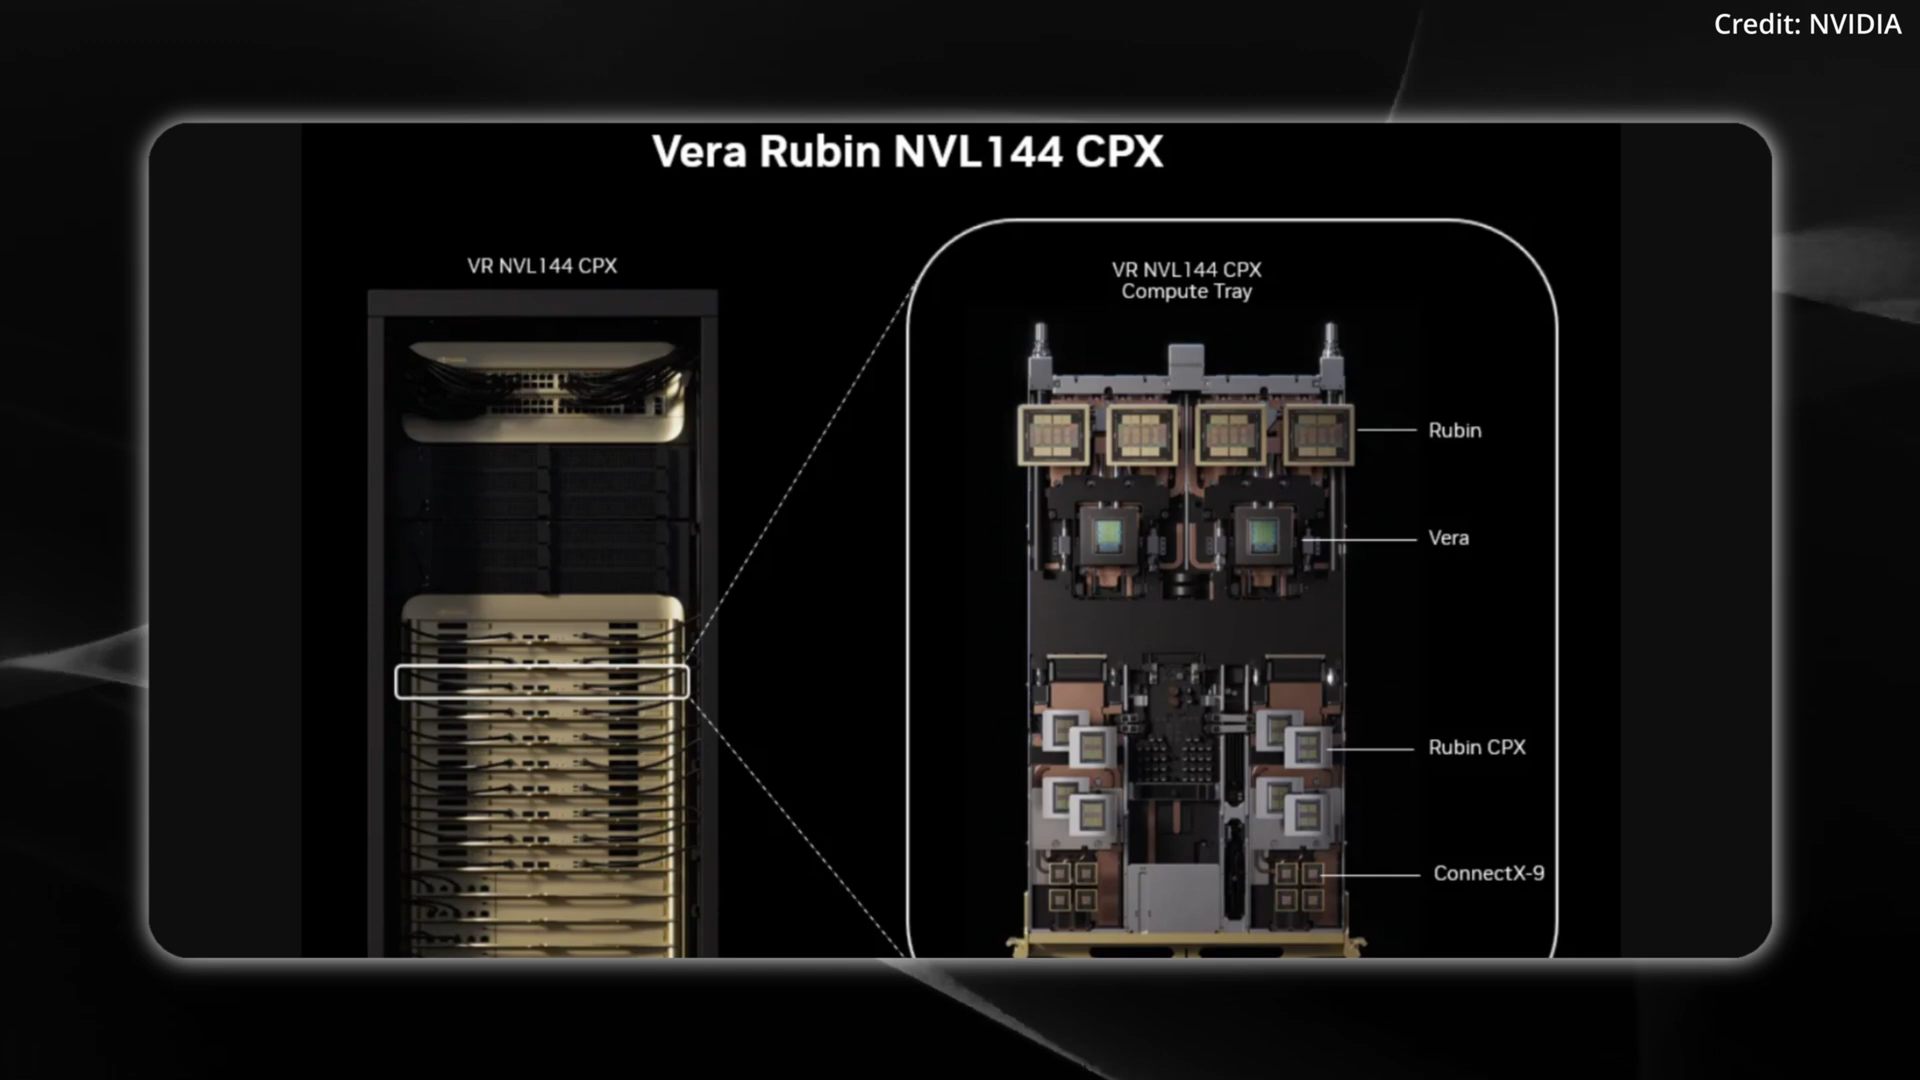 Credit: NVIDIA
Vera Rubin NVL144 CPX
VR NVL144 CPX
VR NVL144 CPX
Compute Tray
Rubin
Vera
Rubin CPX
ConnectX-9